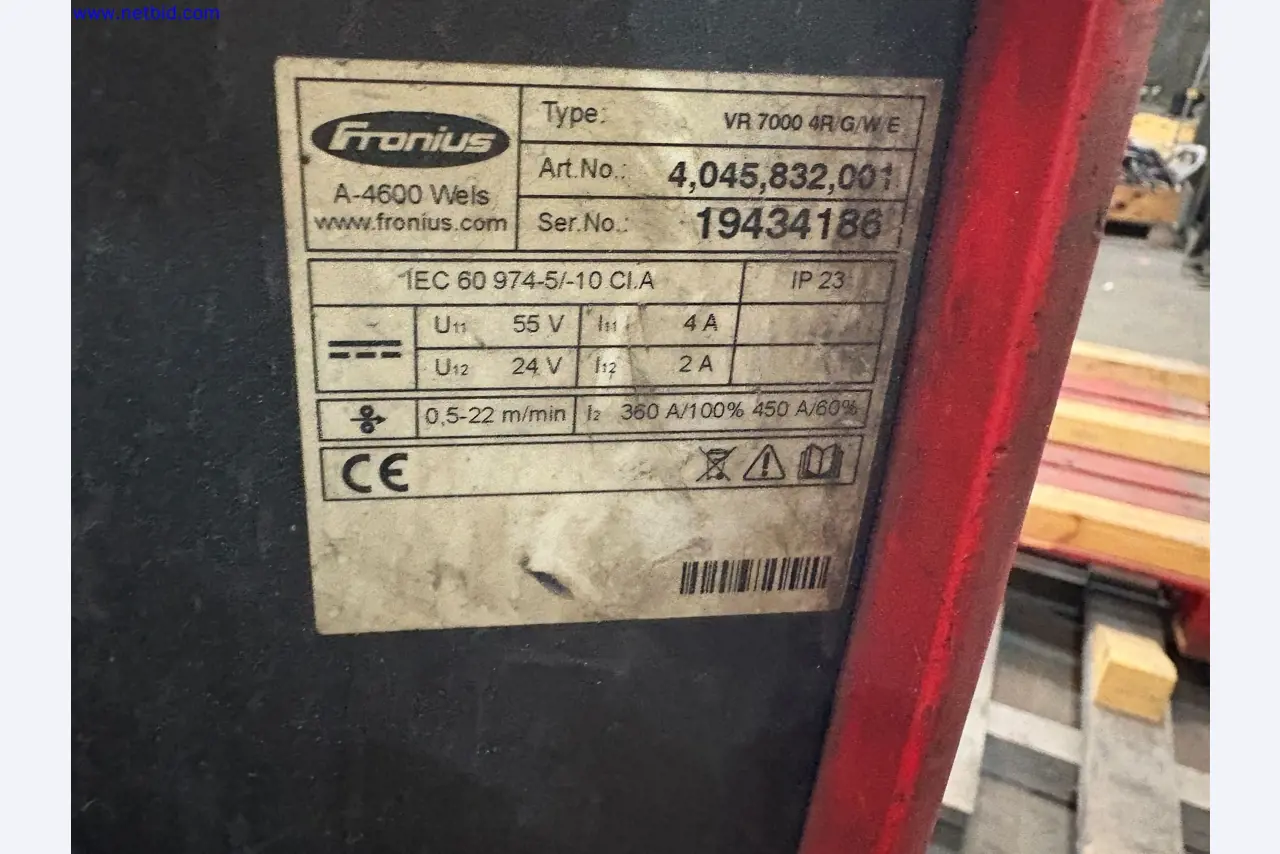 www.netbid.com
Fronius
A-4600 Wels
www.fronius.com
Type: VR 7000 4R/G/W/E
Art.No.: 4,045,832,001
Ser.No.: 19434186
IEC 60 974-5/-10 Cl.A IP 23
U11 55 V I11 4 A
U12 24 V I12 2 A
0,5-22 m/min I2 360 A/100% 450 A/60%
CE